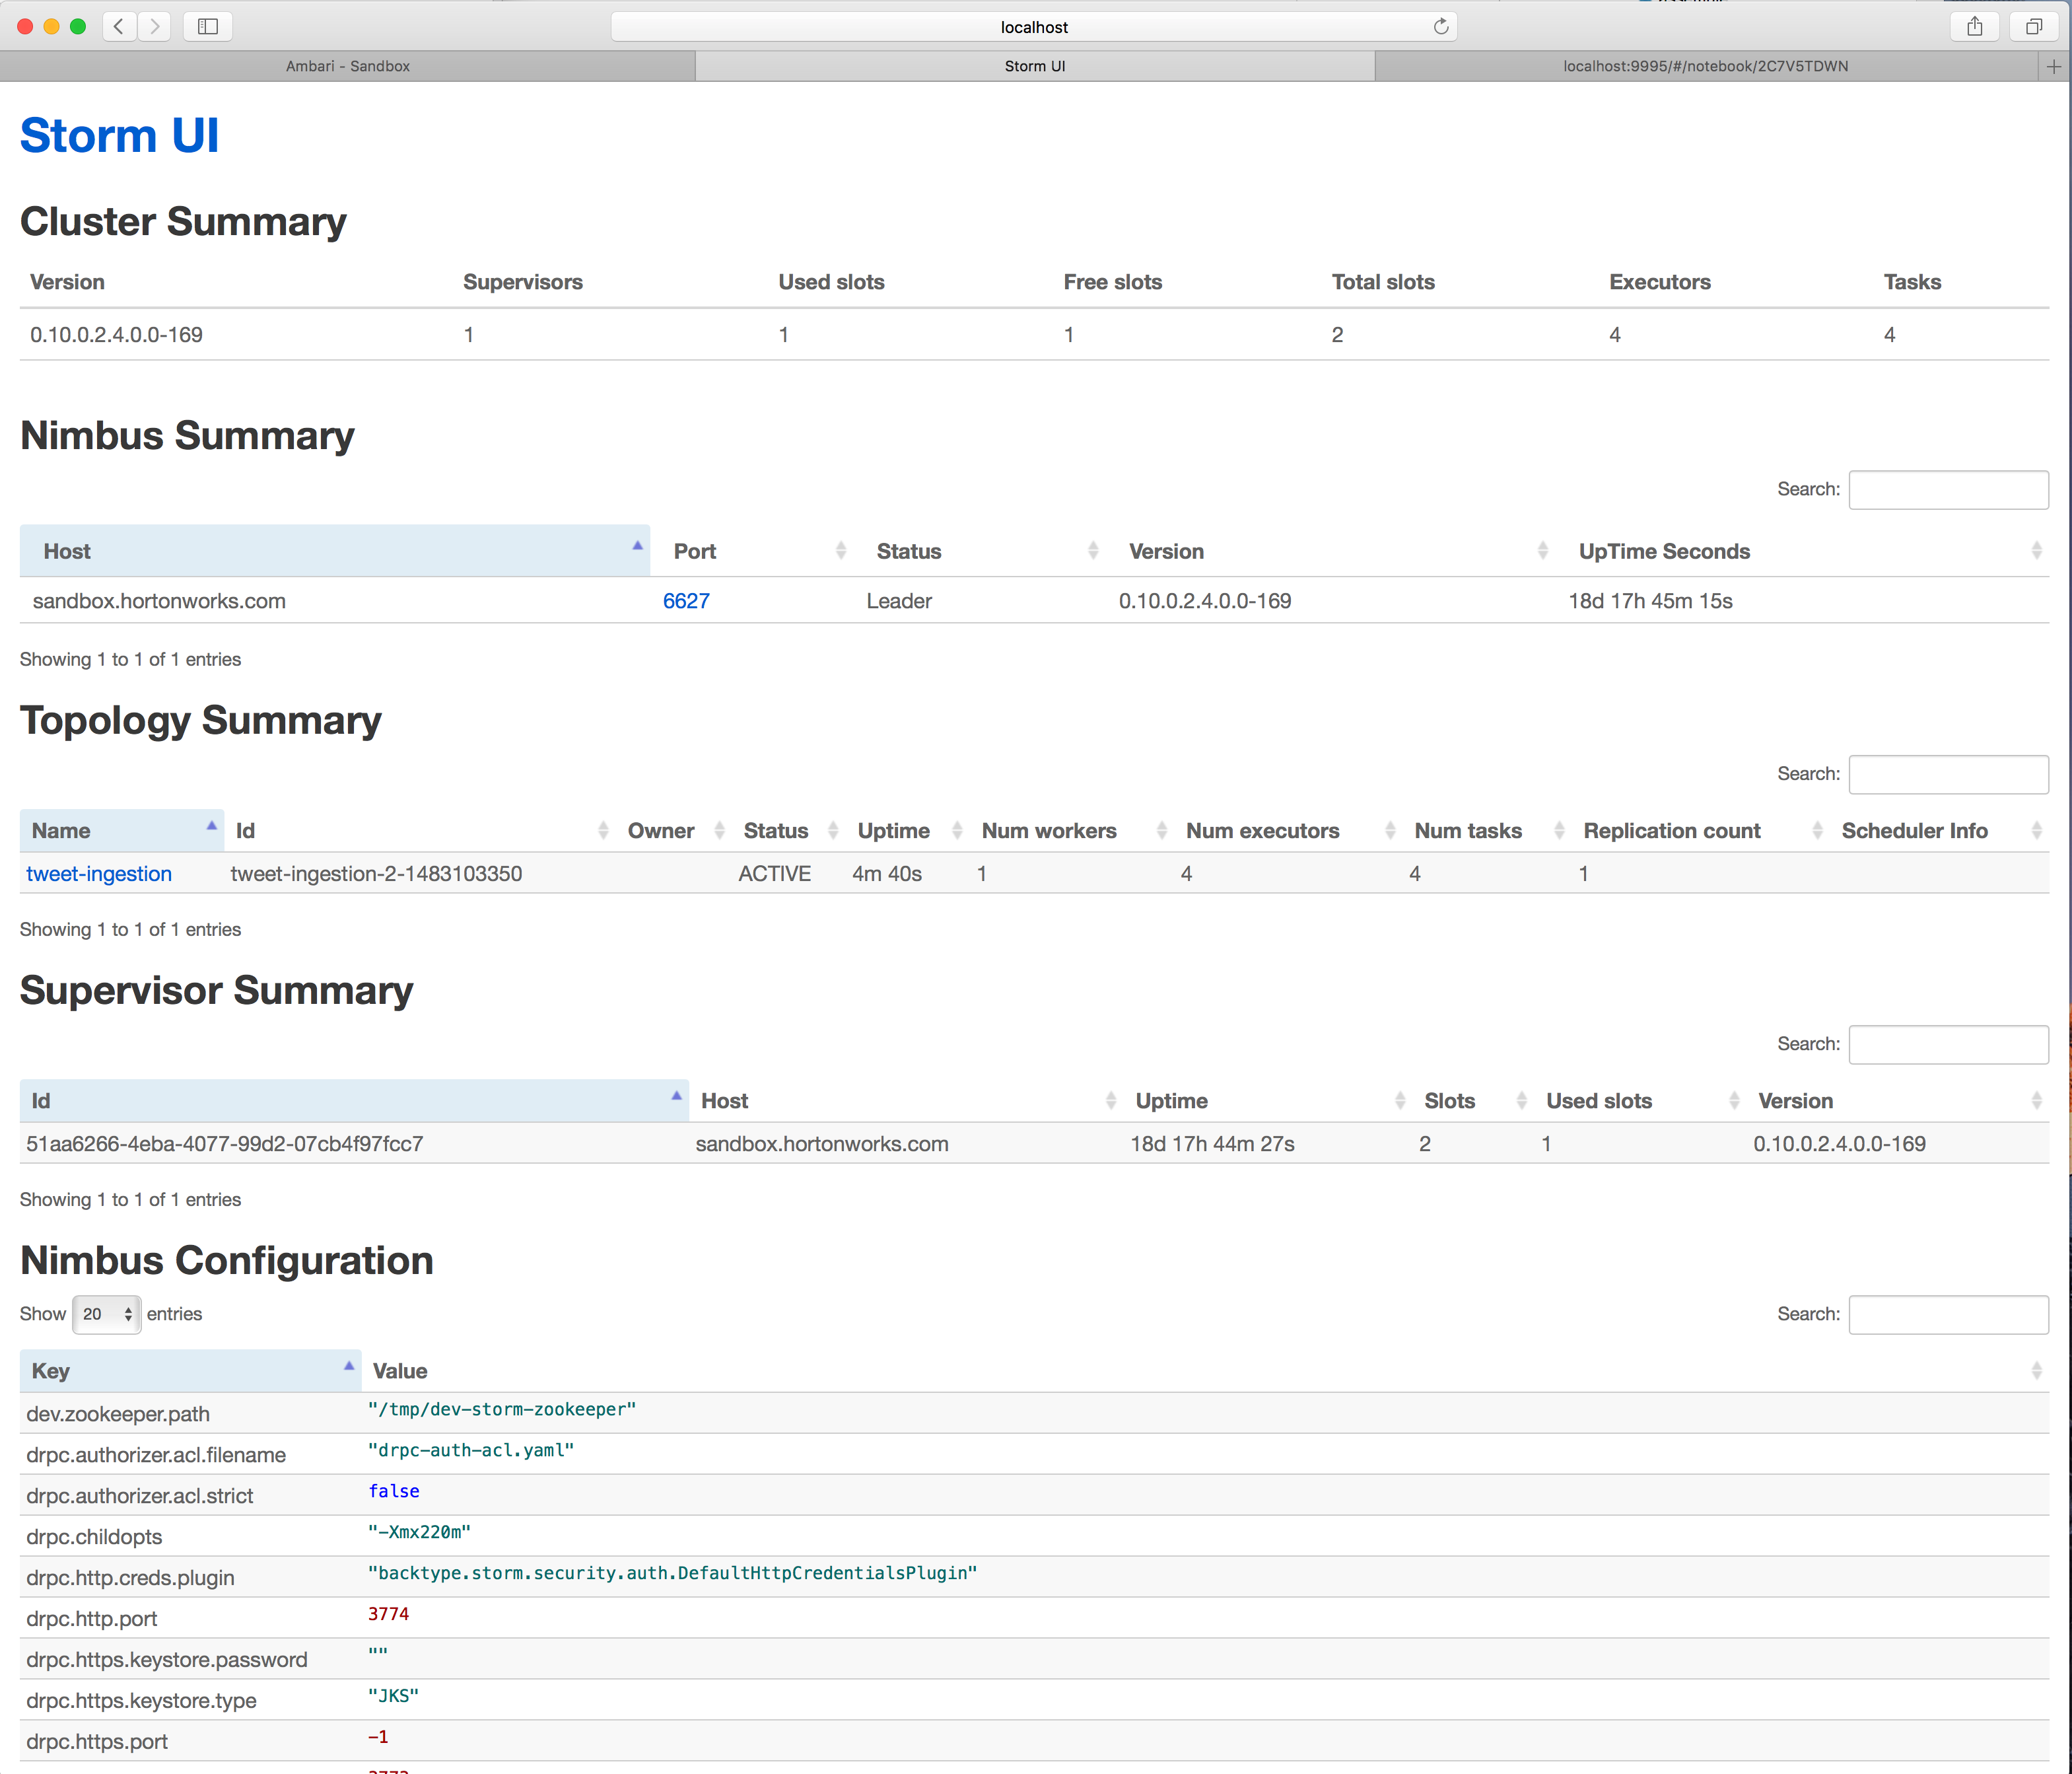 localhost
Ambari - Sandbox Storm UI localhost:9995/#/notebook/2C7V5TDWN
Storm UI
Cluster Summary
Version Supervisors Used slots Free slots Total slots Executors Tasks
0.10.0.2.4.0.0-169 1 1 1 2 4 4
Nimbus Summary
Search:
Host Port Status Version UpTime Seconds
sandbox.hortonworks.com 6627 Leader 0.10.0.2.4.0.0-169 18d 17h 45m 15s
Showing 1 to 1 of 1 entries
Topology Summary
Search:
Name Id Owner Status Uptime Num workers Num executors Num tasks Replication count Scheduler Info
tweet-ingestion tweet-ingestion-2-1483103350 ACTIVE 4m 40s 1 4 4 1
Showing 1 to 1 of 1 entries
Supervisor Summary
Search:
Id Host Uptime Slots Used slots Version
51aa6266-4eba-4077-99d2-07cb4f97fcc7 sandbox.hortonworks.com 18d 17h 44m 27s 2 1 0.10.0.2.4.0.0-169
Showing 1 to 1 of 1 entries
Nimbus Configuration
Show 20 entries Search:
Key Value
dev.zookeeper.path "/tmp/dev-storm-zookeeper"
drpc.authorizer.acl.filename "drpc-auth-acl.yaml"
drpc.authorizer.acl.strict false
drpc.childopts "-Xmx220m"
drpc.http.creds.plugin "backtype.storm.security.auth.DefaultHttpCredentialsPlugin"
drpc.http.port 3774
drpc.https.keystore.password ""
drpc.https.keystore.type "JKS"
drpc.https.port -1